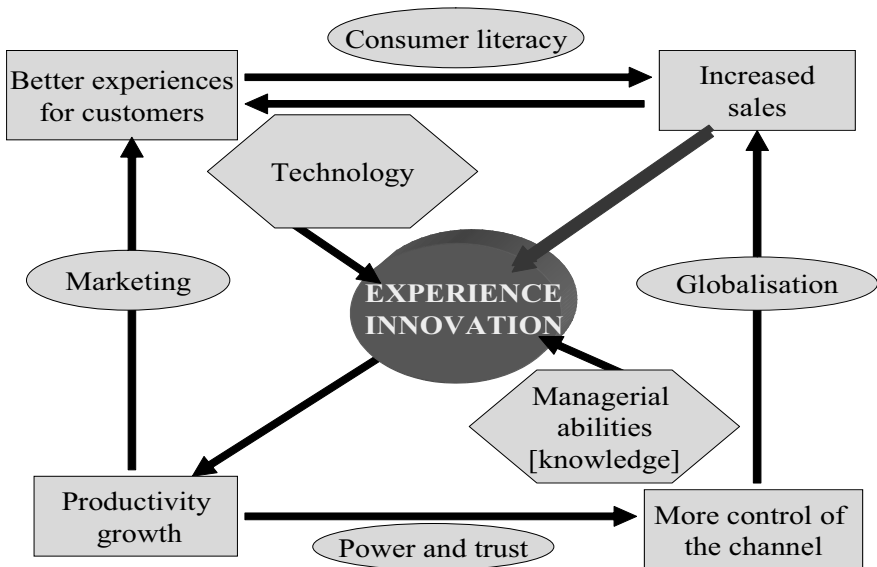 Consumer literacy
Better experiences
for customers
Increased
sales
Technology
Marketing
EXPERIENCE
INNOVATION
Globalisation
Managerial
abilities
[knowledge]
Productivity
growth
Power and trust
More control of
the channel